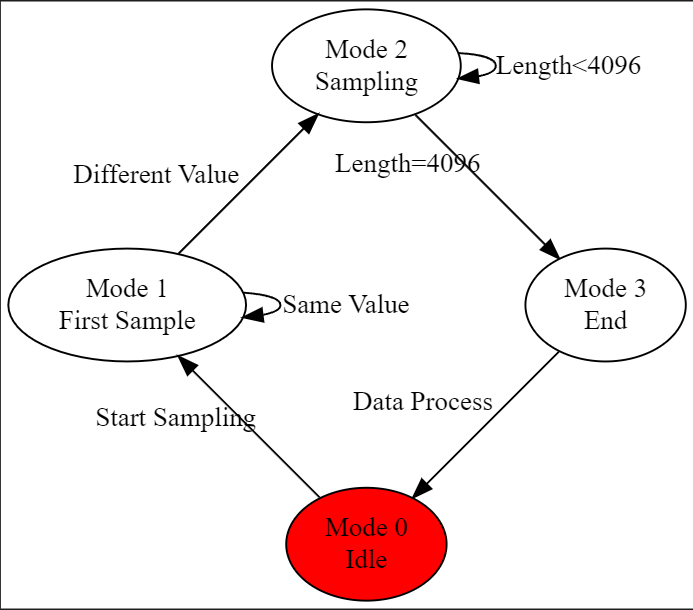 Mode 2
Sampling
Length<4096
Length=4096
Different Value
Mode 1
First Sample
Same Value
Mode 3
End
Data Process
Start Sampling
Mode 0
Idle